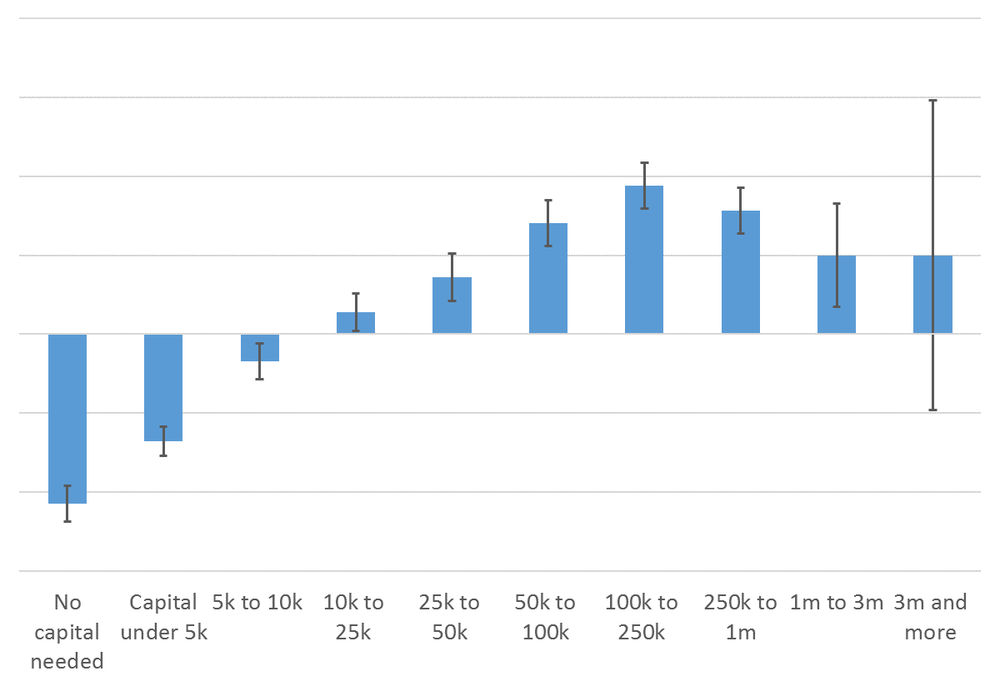 No
capital
needed
Capital
under 5k
5k to 10k
10k to
25k
25k to
50k
50k to
100k
100k to
250k
250k to
1m
1m to 3m
3m and
more